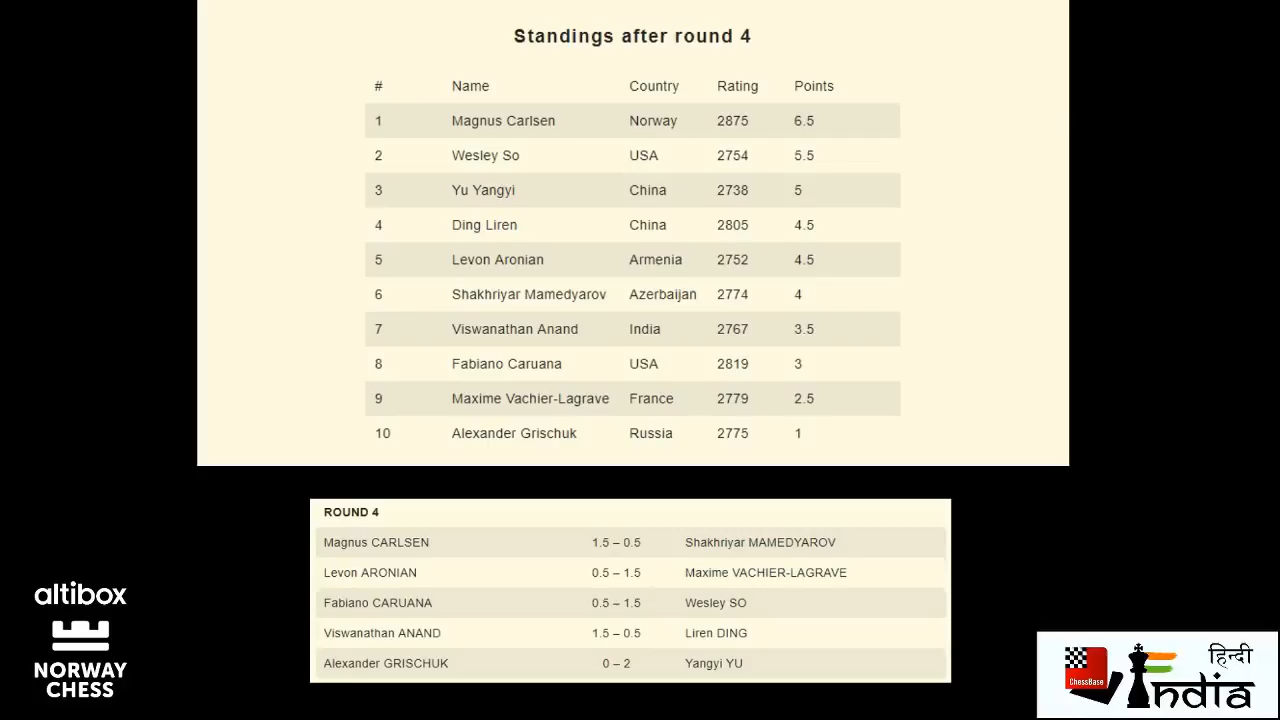 Standings after round 4
# Name Country Rating Points
1 Magnus Carlsen Norway 2875 6.5
2 Wesley So USA 2754 5.5
3 Yu Yangyi China 2738 5
4 Ding Liren China 2805 4.5
5 Levon Aronian Armenia 2752 4.5
6 Shakhriyar Mamedyarov Azerbaijan 2774 4
7 Viswanathan Anand India 2767 3.5
8 Fabiano Caruana USA 2819 3
9 Maxime Vachier-Lagrave France 2779 2.5
10 Alexander Grischuk Russia 2775 1
ROUND 4
Magnus CARLSEN 1.5 – 0.5 Shakhriyar MAMEDYAROV
Levon ARONIAN 0.5 – 1.5 Maxime VACHIER-LAGRAVE
Fabiano CARUANA 0.5 – 1.5 Wesley SO
Viswanathan ANAND 1.5 – 0.5 Liren DING
Alexander GRISCHUK 0 – 2 Yangyi YU
altibox
NORWAY
CHESS
हिन्दी
ChessBase
India